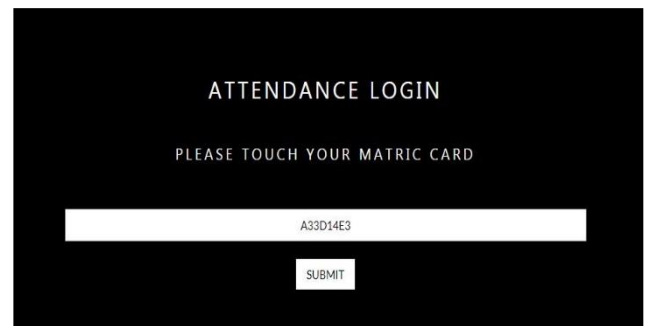 ATTENDANCE LOGIN
PLEASE TOUCH YOUR MATRIC CARD
A33D14E3
SUBMIT